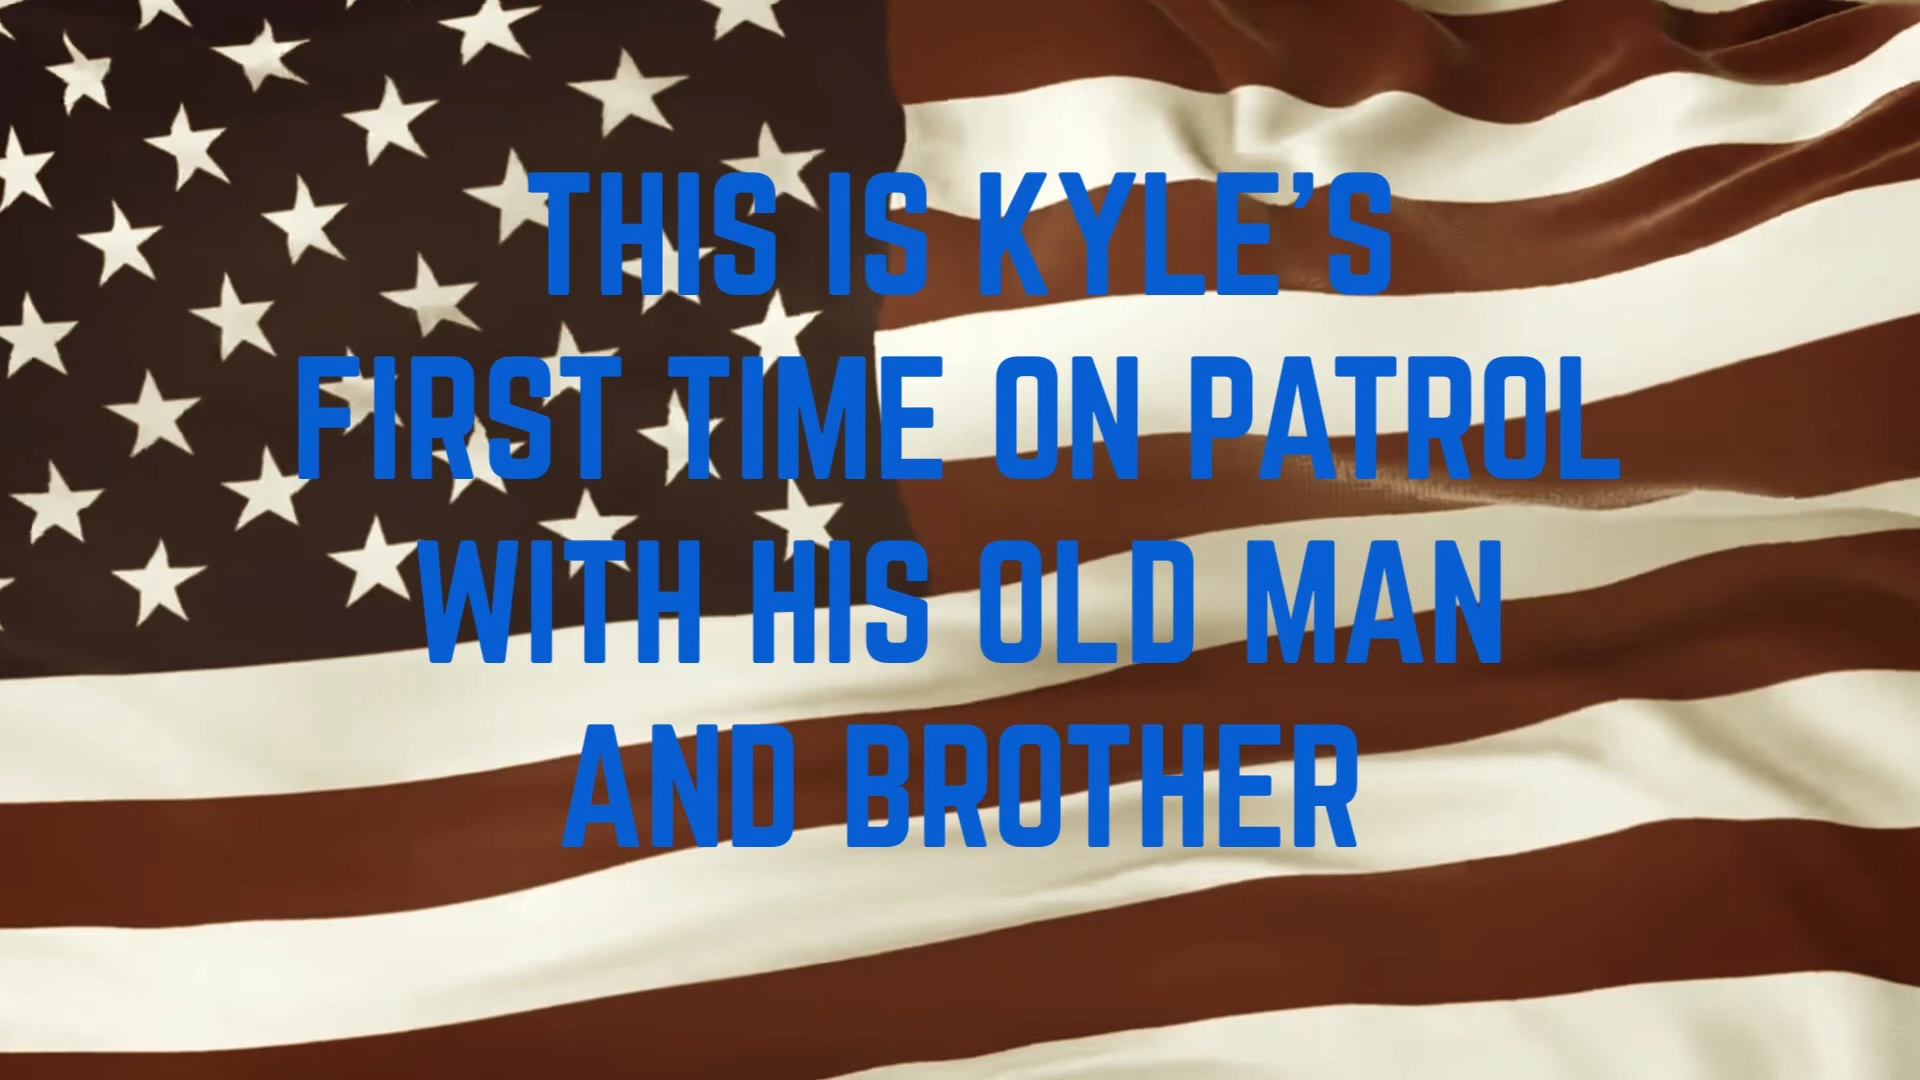 THIS IS KYLE’S
FIRST TIME ON PATROL
WITH HIS OLD MAN
AND BROTHER